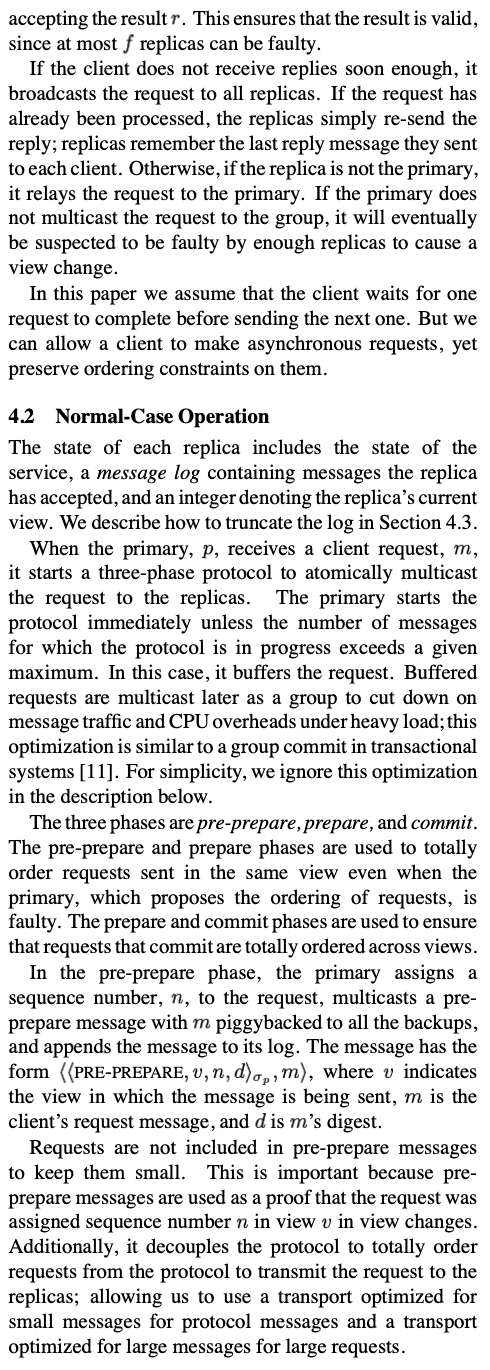 accepting the result r. This ensures that the result is valid,
since at most f replicas can be faulty.
If the client does not receive replies soon enough, it
broadcasts the request to all replicas. If the request has
already been processed, the replicas simply re-send the
reply; replicas remember the last reply message they sent
to each client. Otherwise, if the replica is not the primary,
it relays the request to the primary. If the primary does
not multicast the request to the group, it will eventually
be suspected to be faulty by enough replicas to cause a
view change.
In this paper we assume that the client waits for one
request to complete before sending the next one. But we
can allow a client to make asynchronous requests, yet
preserve ordering constraints on them.
4.2 Normal-Case Operation
The state of each replica includes the state of the
service, a message log containing messages the replica
has accepted, and an integer denoting the replica's current
view. We describe how to truncate the log in Section 4.3.
When the primary, p, receives a client request, m,
it starts a three-phase protocol to atomically multicast
the request to the replicas. The primary starts the
protocol immediately unless the number of messages
for which the protocol is in progress exceeds a given
maximum. In this case, it buffers the request. Buffered
requests are multicast later as a group to cut down on
message traffic and CPU overheads under heavy load; this
optimization is similar to a group commit in transactional
systems [11]. For simplicity, we ignore this optimization
in the description below.
The three phases are pre-prepare, prepare, and commit.
The pre-prepare and prepare phases are used to totally
order requests sent in the same view even when the
primary, which proposes the ordering of requests, is
faulty. The prepare and commit phases are used to ensure
that requests that commit are totally ordered across views.
In the pre-prepare phase, the primary assigns a
sequence number, n, to the request, multicasts a pre-
prepare message with m piggybacked to all the backups,
and appends the message to its log. The message has the
form ⟨⟨PRE-PREPARE, v, n, d⟩σp, m⟩, where v indicates
the view in which the message is being sent, m is the
client's request message, and d is m's digest.
Requests are not included in pre-prepare messages
to keep them small. This is important because pre-
prepare messages are used as a proof that the request was
assigned sequence number n in view v in view changes.
Additionally, it decouples the protocol to totally order
requests from the protocol to transmit the request to the
replicas; allowing us to use a transport optimized for
small messages for protocol messages and a transport
optimized for large messages for large requests.